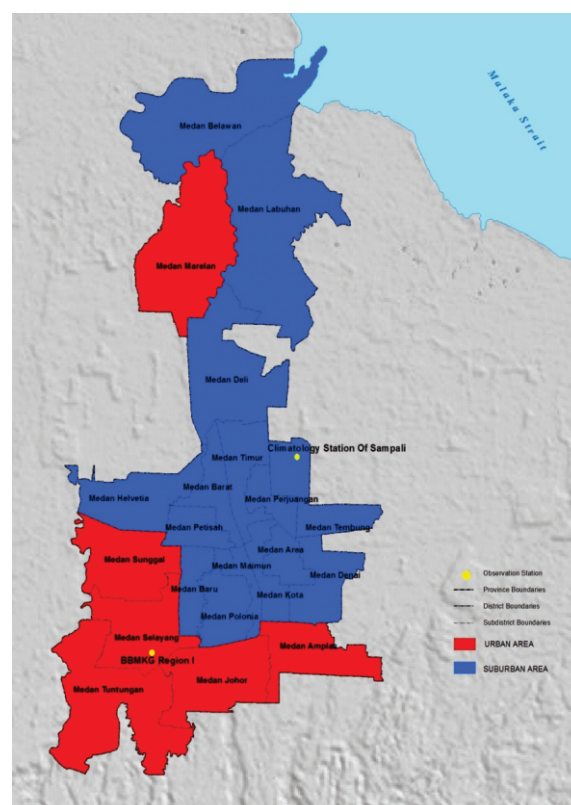 Malaka Strait
Medan Belawan
Medan Labuhan
Medan Marelan
Medan Deli
Climatology Station Of Sampali
Medan Timur
Medan Barat
Medan Helvetia
Medan Perjuangan
Medan Petisah
Medan Tembung
Medan Area
Medan Sunggal
Medan Maimun
Medan Denai
Medan Baru
Medan Kota
Medan Polonia
Medan Selayang
Medan Amplas
BBMKG Region I
Medan Johor
Medan Tuntungan
Observation Station
Province Boundaries
District Boundaries
Subdistrict Boundaries
URBAN AREA
SUBURBAN AREA